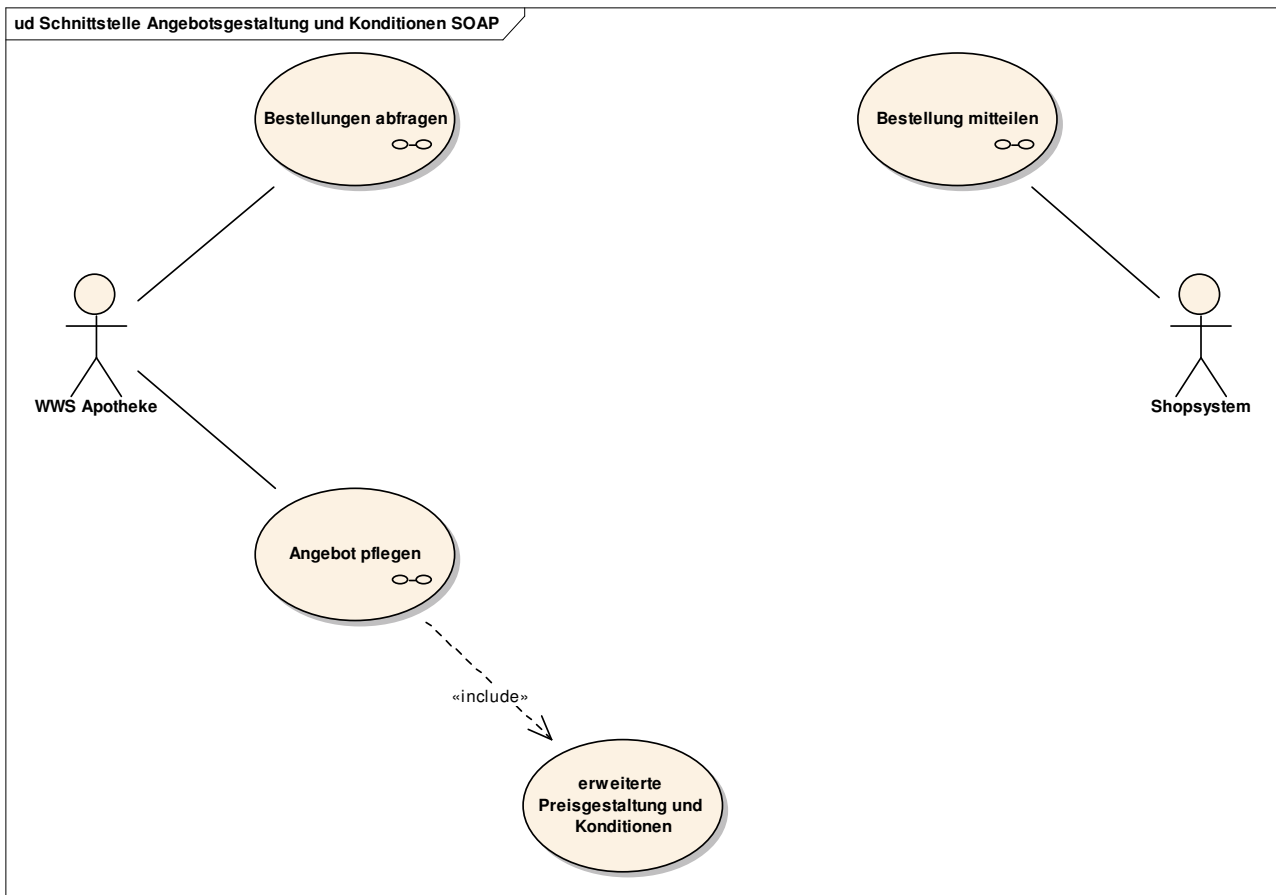 ud Schnittstelle Angebotsgestaltung und Konditionen SOAP
Bestellungen abfragen
Bestellung mitteilen
WWS Apotheke
Shopsystem
Angebot pflegen
«include»
erweiterte
Preisgestaltung und
Konditionen